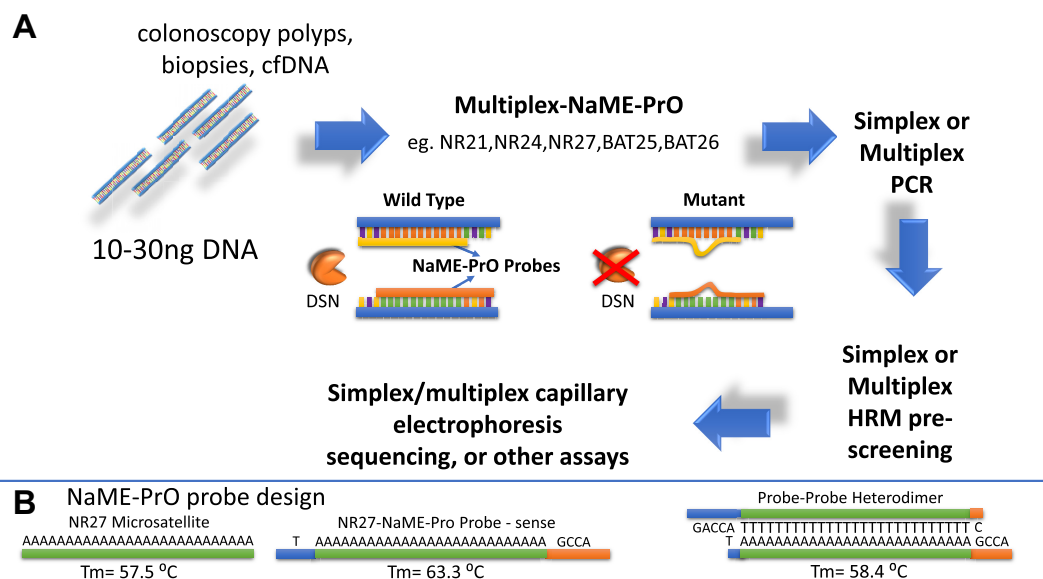 A
colonoscopy polyps,
biopsies, cfDNA
10-30ng DNA
Multiplex-NaME-PrO
eg. NR21,NR24,NR27,BAT25,BAT26
Wild Type
Mutant
NaME-PrO Probes
DSN
DSN
Simplex or
Multiplex
PCR
Simplex or
Multiplex
HRM pre-
screening
Simplex/multiplex capillary
electrophoresis
sequencing, or other assays
B
NaME-PrO probe design
NR27 Microsatellite
AAAAAAAAAAAAAAAAAAAAAAAAAAA
Tm= 57.5 ⁰C
NR27-NaME-Pro Probe - sense
T AAAAAAAAAAAAAAAAAAAAAAAAAAA GCCA
Tm= 63.3 ⁰C
Probe-Probe Heterodimer
GACCA TTTTTTTTTTTTTTTTTTTTTTTTTTT C
T AAAAAAAAAAAAAAAAAAAAAAAAAAA GCCA
Tm= 58.4 ⁰C